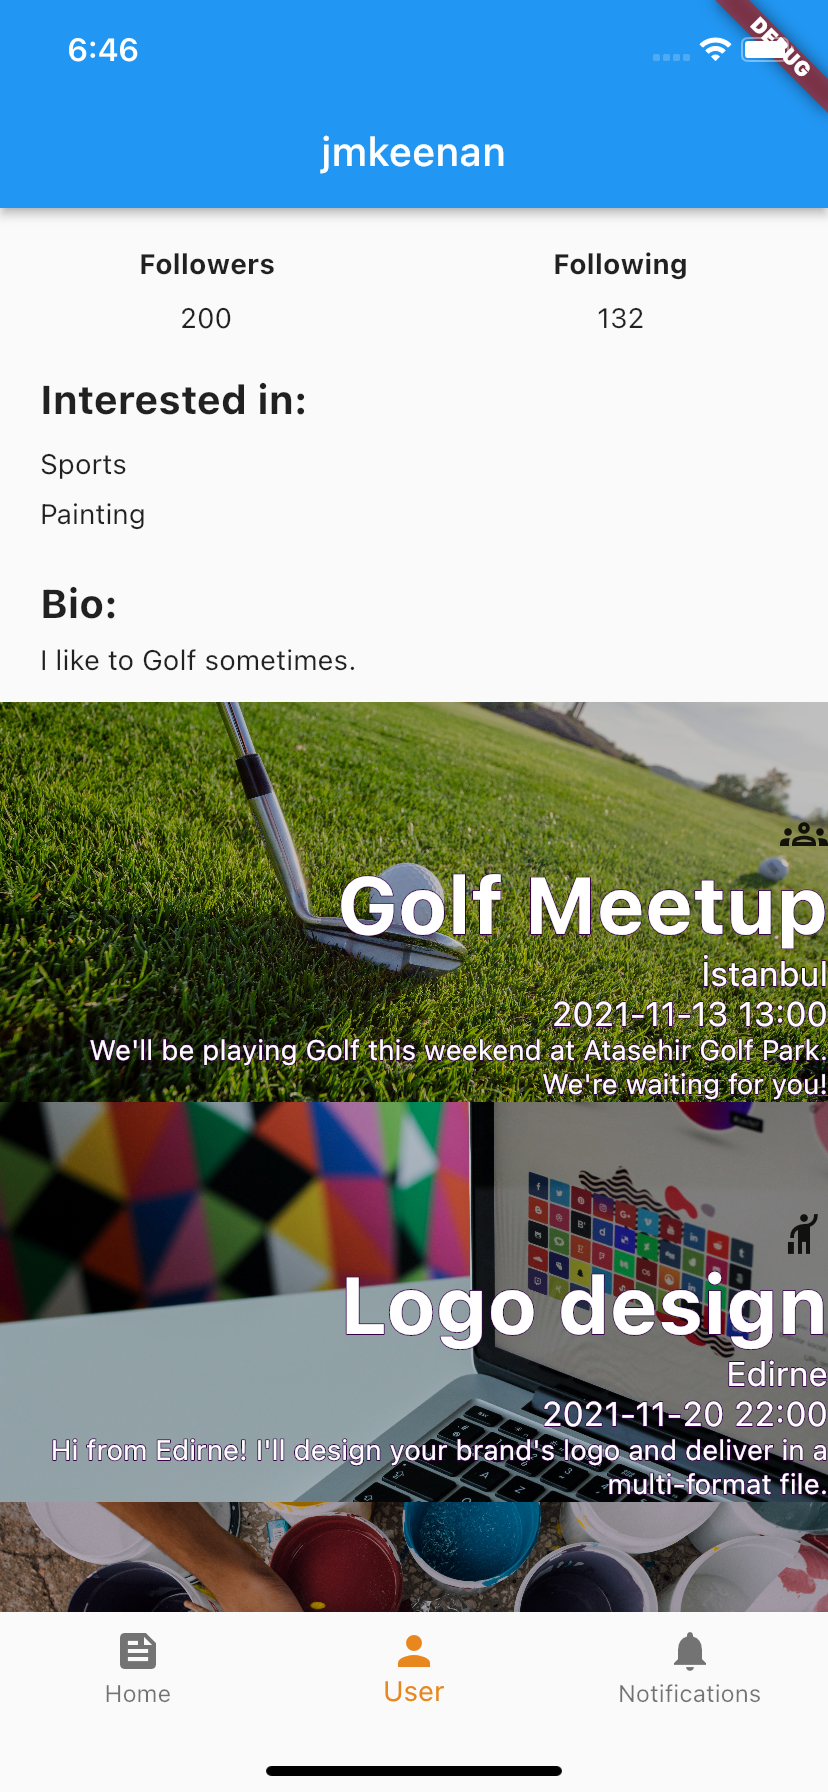 6:46
DEBUG
jmkeenan
Followers
Following
200
132
Interested in:
Sports
Painting
Bio:
I like to Golf sometimes.
Golf Meetup
İstanbul
2021-11-13 13:00
We'll be playing Golf this weekend at Atasehir Golf Park.
We're waiting for you!
Logo design
Edirne
2021-11-20 22:00
Hi from Edirne! I'll design your brand's logo and deliver in a
multi-format file.
Home
User
Notifications